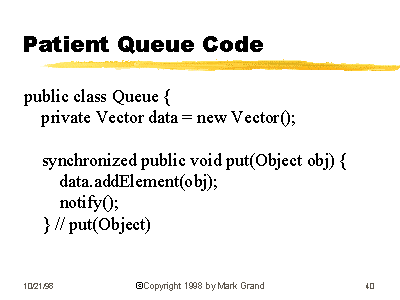 Patient Queue Code
public class Queue {
private Vector data = new Vector();
synchronized public void put(Object obj) {
data.addElement(obj);
notify();
} // put(Object)
10/21/98 ©Copyright 1998 by Mark Grand 40